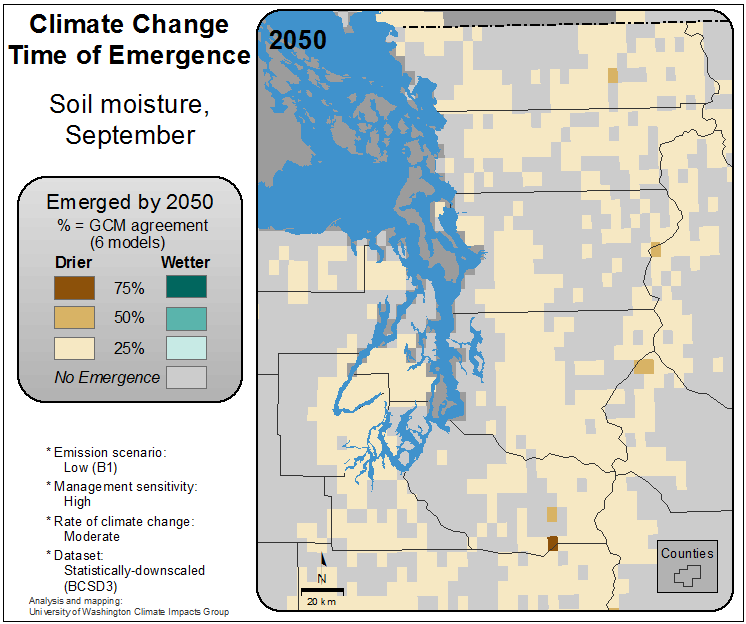 Climate Change
Time of Emergence
Soil moisture,
September
Emerged by 2050
% = GCM agreement
(6 models)
Drier Wetter
75%
50%
25%
No Emergence
* Emission scenario:
Low (B1)
* Management sensitivity:
High
* Rate of climate change:
Moderate
* Dataset:
Statistically-downscaled
(BCSD3)
Analysis and mapping:
University of Washington Climate Impacts Group
2050
N
20 km
Counties